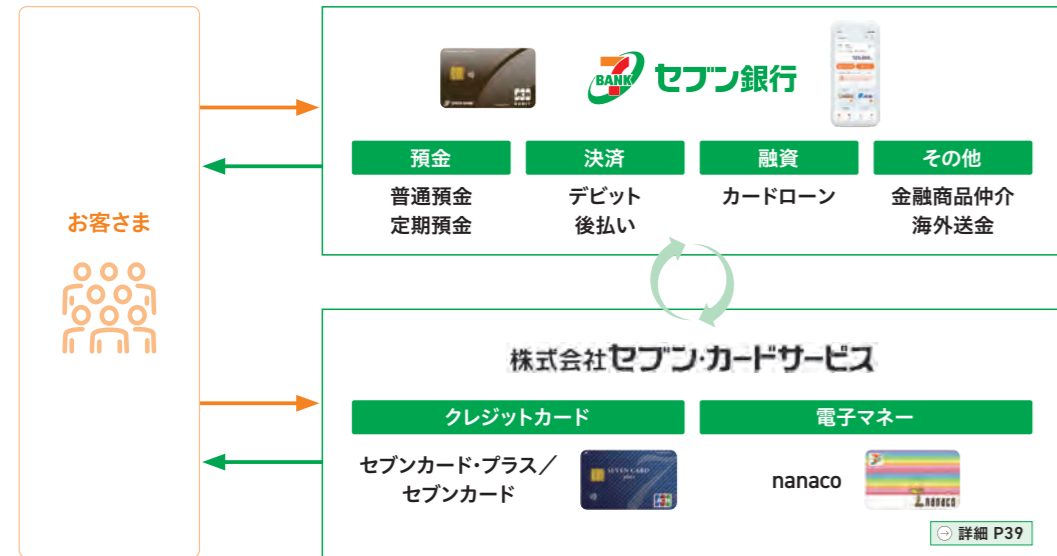 お客さま
7
BANK
セブン銀行
預金
普通預金
定期預金
決済
デビット
後払い
融資
カードローン
その他
金融商品仲介
海外送金
株式会社セブン・カードサービス
クレジットカード
セブンカード・プラス／
セブンカード
SEVEN CARD
JCB
電子マネー
nanaco
nanaco
詳細 P39